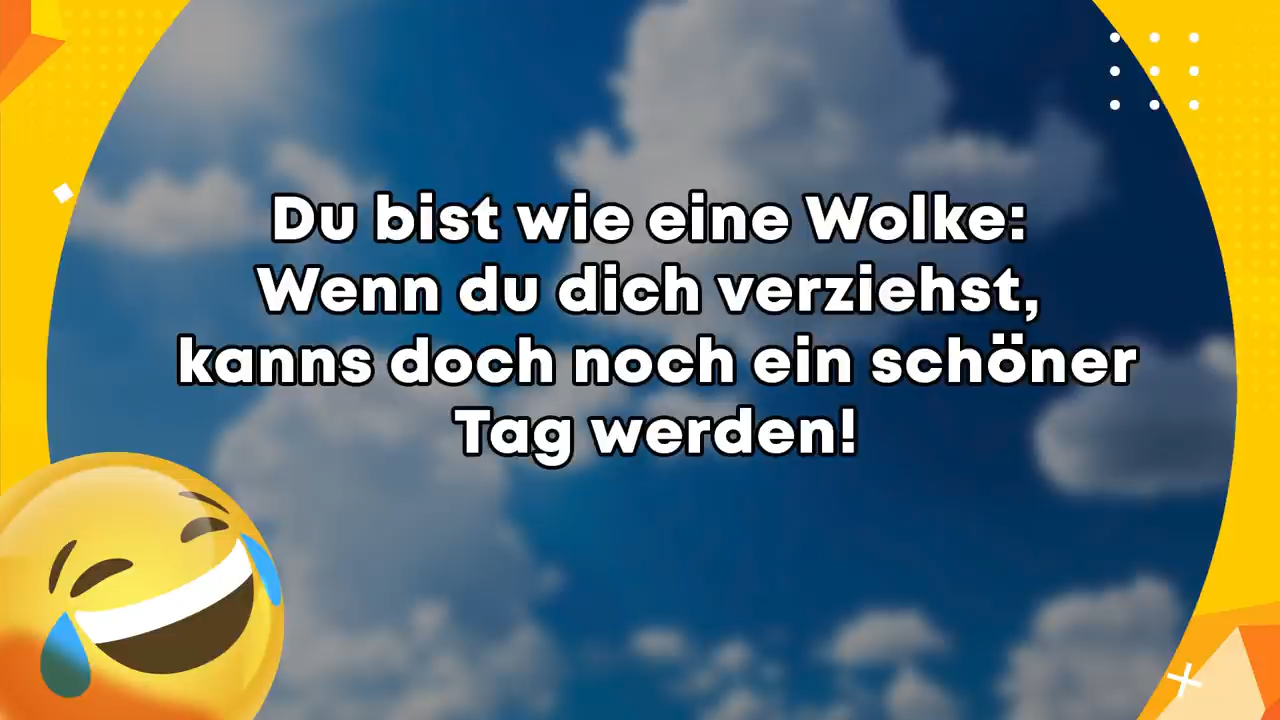 Du bist wie eine Wolke:
Wenn du dich verziehst,
kanns doch noch ein schöner
Tag werden!